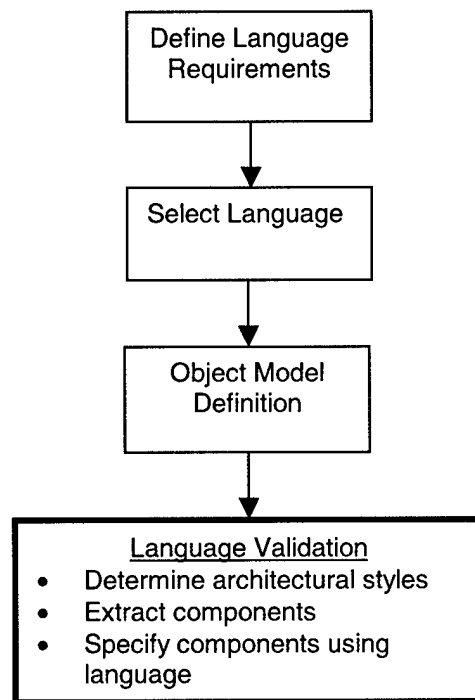 Define Language
Requirements
Select Language
Object Model
Definition
Language Validation
• Determine architectural styles
• Extract components
• Specify components using
language